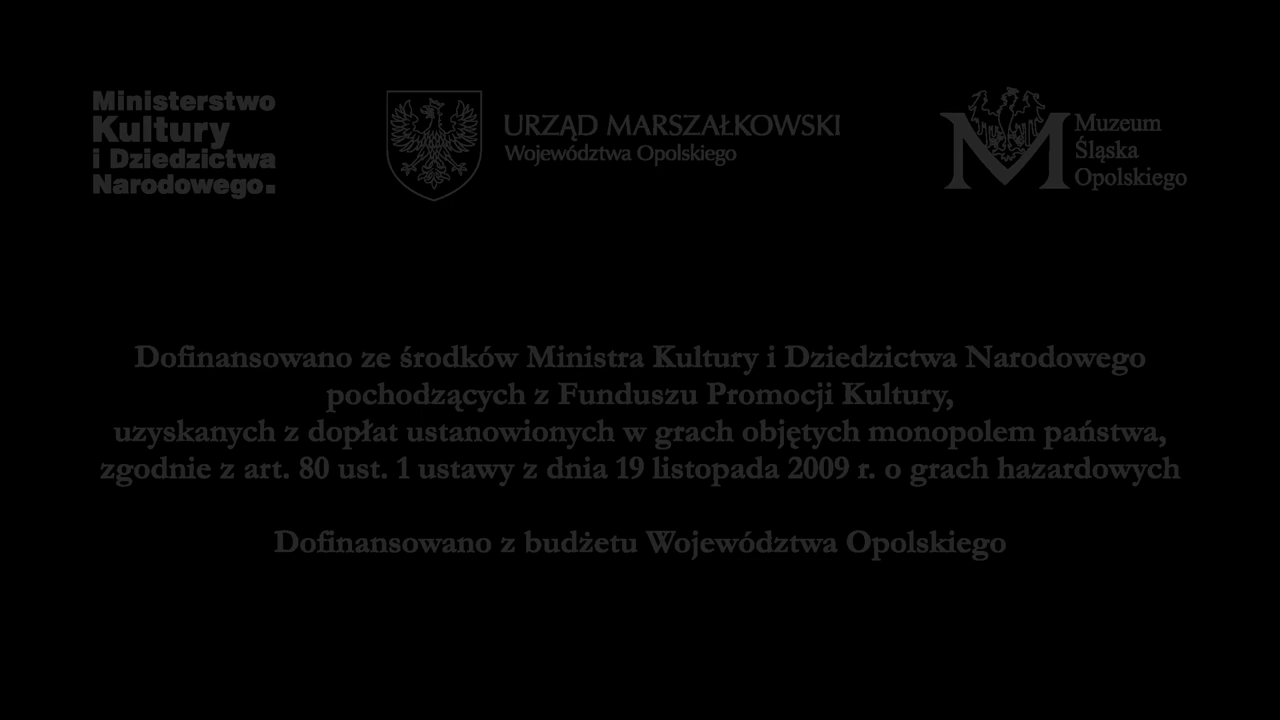 Ministerstwo
Kultury
i Dziedzictwa
Narodowego.
URZĄD MARSZAŁKOWSKI
Województwa Opolskiego
M
Muzeum
Śląska
Opolskiego
Dofinansowano ze środków Ministra Kultury i Dziedzictwa Narodowego
pochodzących z Funduszu Promocji Kultury,
uzyskanych z dopłat ustanowionych w grach objętych monopolem państwa,
zgodnie z art. 80 ust. 1 ustawy z dnia 19 listopada 2009 r. o grach hazardowych
Dofinansowano z budżetu Województwa Opolskiego